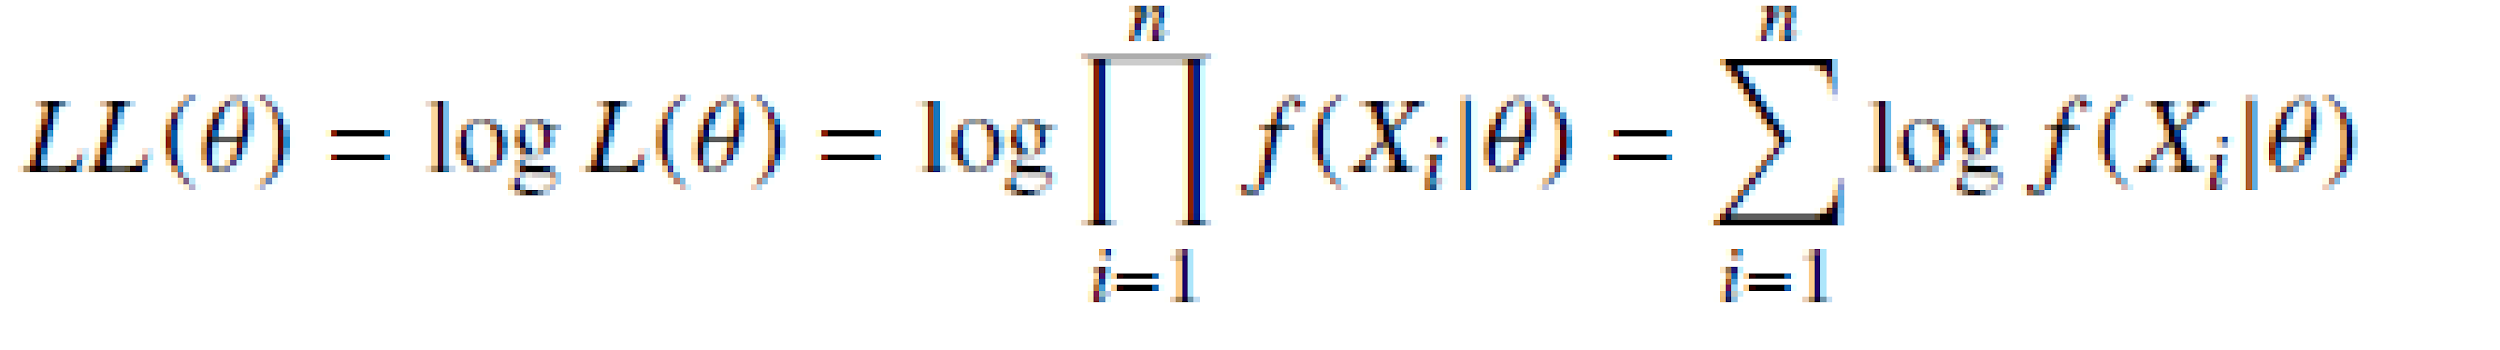 LL(θ) = log L(θ) = log ∏_{i=1}^{n} f(X_i|θ) = ∑_{i=1}^{n} log f(X_i|θ)